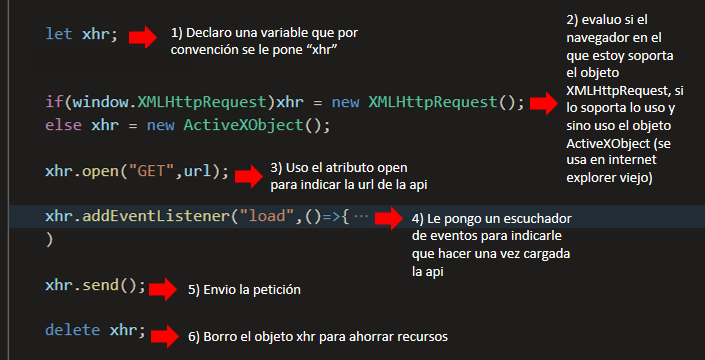 let xhr;
1) Declaro una variable que por
convención se le pone “xhr”
2) evaluo si el
navegador en el
que estoy soporta
el objeto
XMLHttpRequest, si
lo soporta lo uso y
sino uso el objeto
ActiveXObject (se
usa en internet
explorer viejo)
if(window.XMLHttpRequest)xhr = new XMLHttpRequest();
else xhr = new ActiveXObject();
xhr.open("GET",url);
3) Uso el atributo open
para indicar la url de la api
xhr.addEventListener("load",()=>{ ···
)
4) Le pongo un escuchador
de eventos para indicarle
que hacer una vez cargada
la api
xhr.send();
5) Envio la petición
delete xhr;
6) Borro el objeto xhr para ahorrar recursos